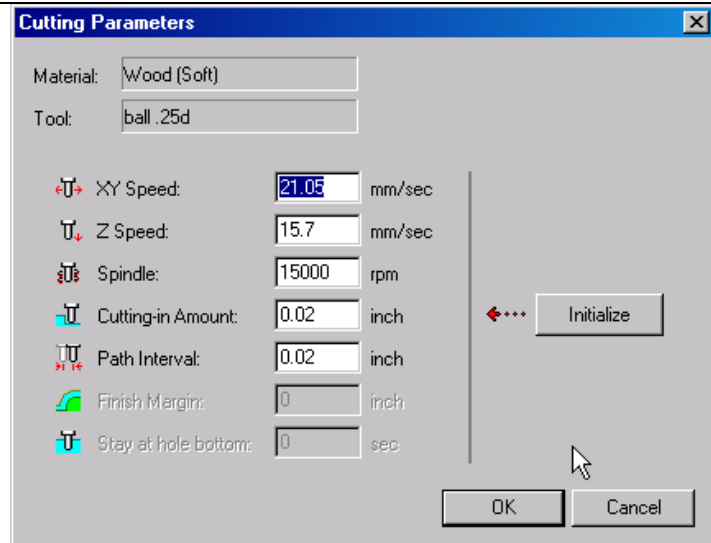 Cutting Parameters
Material: Wood (Soft)
Tool: ball .25d
XY Speed: 21.05 mm/sec
Z Speed: 15.7 mm/sec
Spindle: 15000 rpm
Cutting-in Amount: 0.02 inch
Initialize
Path Interval: 0.02 inch
Finish Margin: 0 inch
Stay at hole bottom: 0 sec
OK Cancel